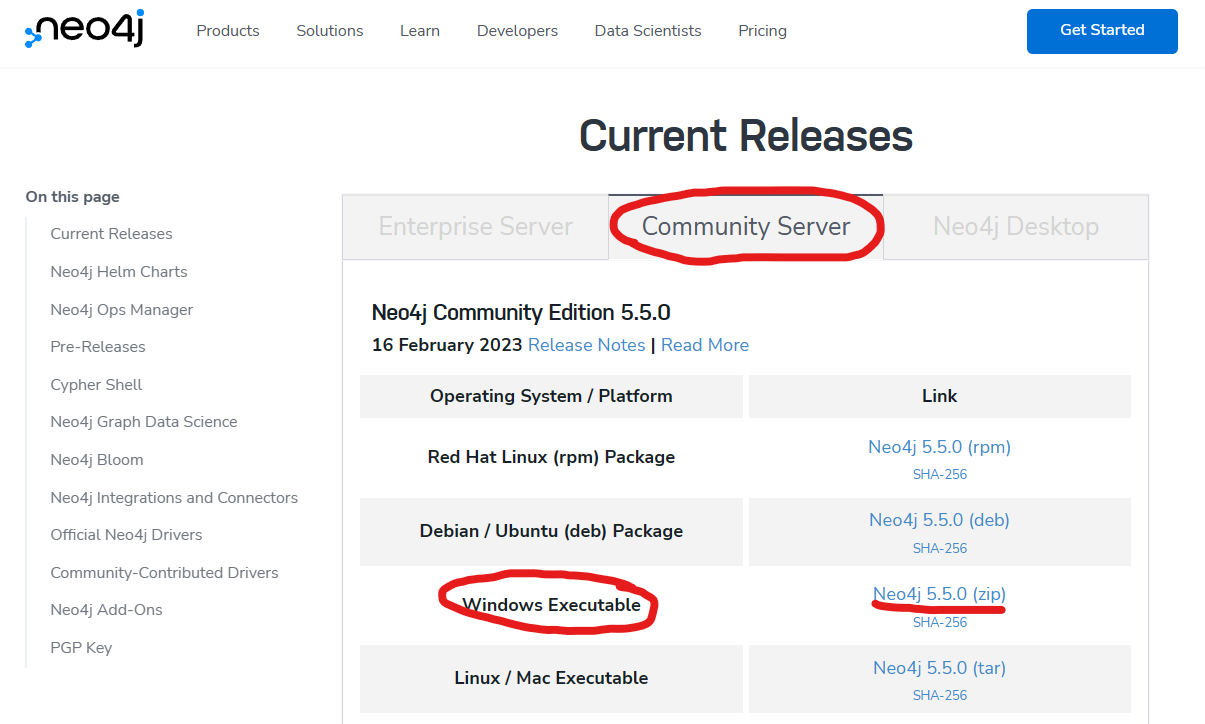 neo4j
Products Solutions Learn Developers Data Scientists Pricing
Get Started
Current Releases
On this page
Current Releases
Neo4j Helm Charts
Neo4j Ops Manager
Pre-Releases
Cypher Shell
Neo4j Graph Data Science
Neo4j Bloom
Neo4j Integrations and Connectors
Official Neo4j Drivers
Community-Contributed Drivers
Neo4j Add-Ons
PGP Key
Enterprise Server Community Server Neo4j Desktop
Neo4j Community Edition 5.5.0
16 February 2023 Release Notes | Read More
Operating System / Platform Link
Red Hat Linux (rpm) Package Neo4j 5.5.0 (rpm)
SHA-256
Debian / Ubuntu (deb) Package Neo4j 5.5.0 (deb)
SHA-256
Windows Executable Neo4j 5.5.0 (zip)
SHA-256
Linux / Mac Executable Neo4j 5.5.0 (tar)
SHA-256